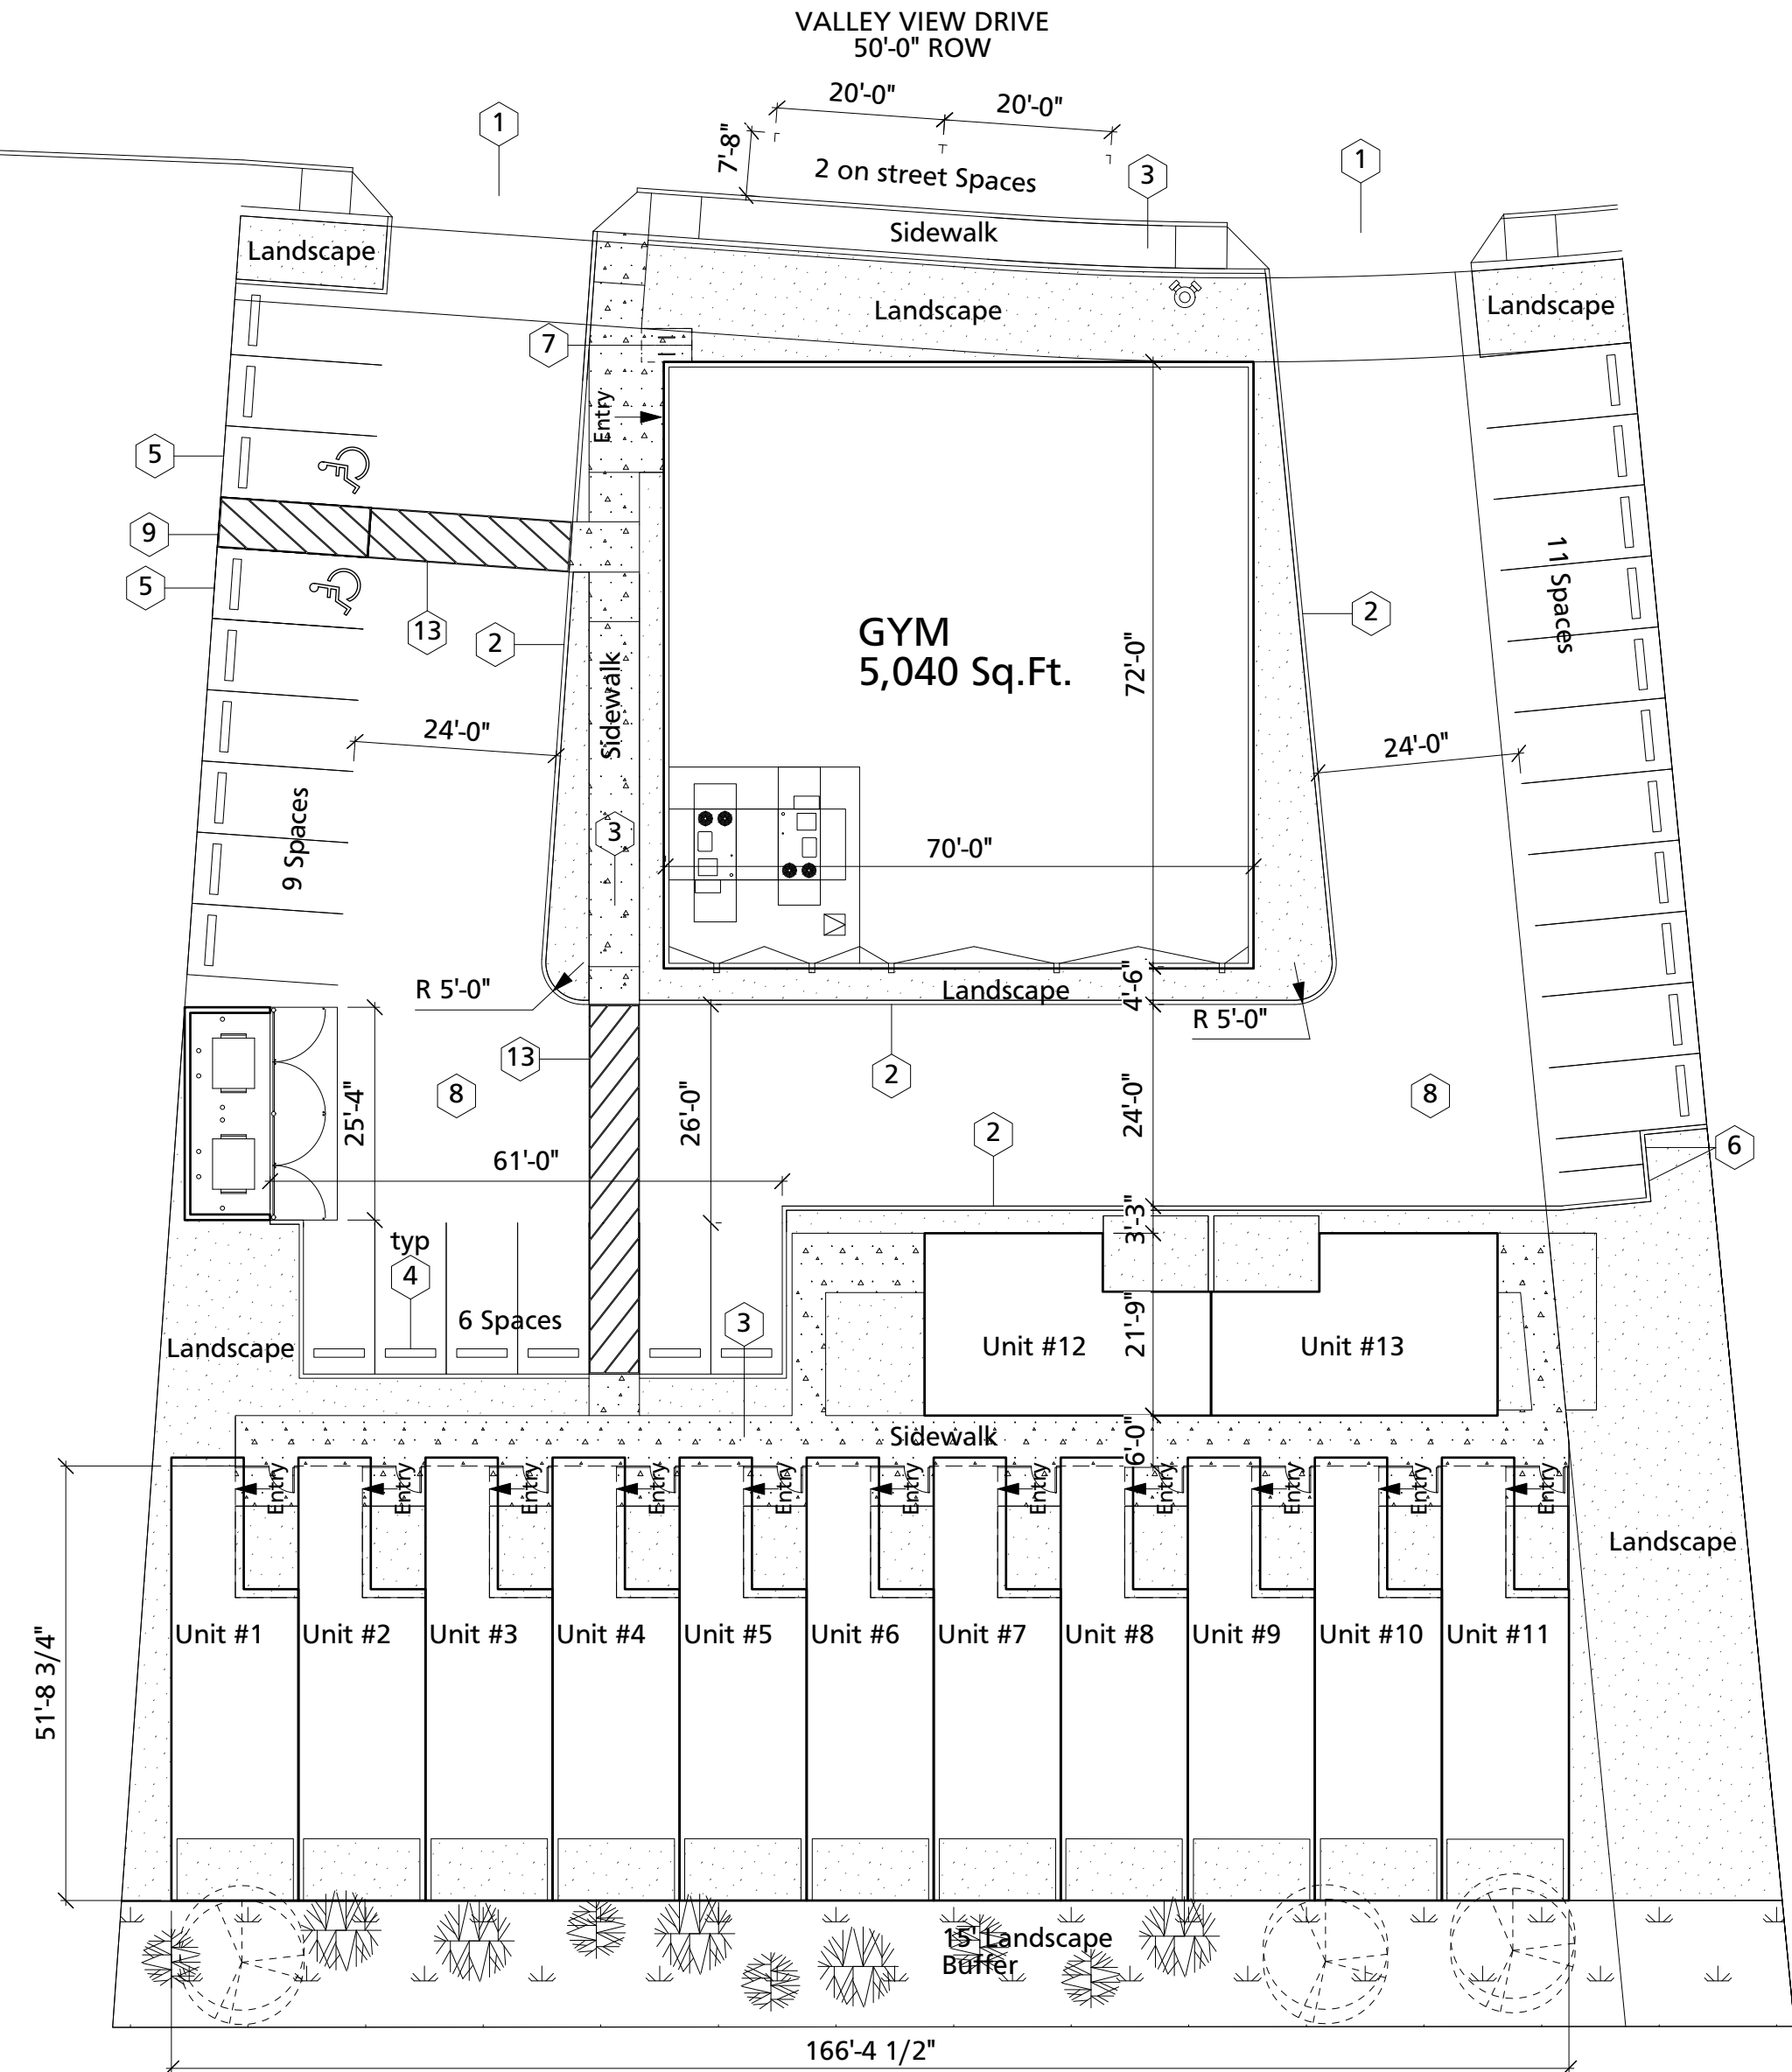 VALLEY VIEW DRIVE
50'-0" ROW
20'-0"
20'-0"
1
7'-8"
2 on street Spaces
3
1
Sidewalk
Landscape
Landscape
Landscape
7
Entry
5
9
5
13
2
2
11 Spaces
GYM
5,040 Sq.Ft.
72'-0"
Sidewalk
24'-0"
24'-0"
9 Spaces
3
70'-0"
R 5'-0"
Landscape
4'-6"
R 5'-0"
13
8
2
8
25'-4"
26'-0"
24'-0"
2
6
61'-0"
typ
4
3'-3"
6 Spaces
3
21'-9"
Landscape
Unit #12
Unit #13
Sidewalk
6'-0"
Entry
Entry
Entry
Entry
Entry
Entry
Entry
Entry
Entry
Entry
Entry
Landscape
51'-8 3/4"
Unit #1
Unit #2
Unit #3
Unit #4
Unit #5
Unit #6
Unit #7
Unit #8
Unit #9
Unit #10
Unit #11
15' Landscape
Buffer
166'-4 1/2"